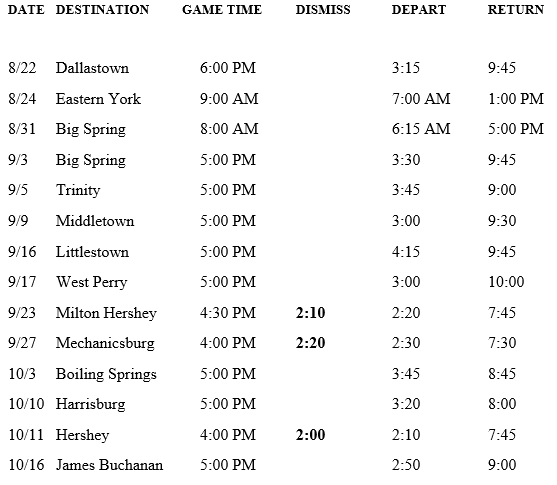 DATE DESTINATION GAME TIME DISMISS DEPART RETURN
8/22 Dallastown 6:00 PM 3:15 9:45
8/24 Eastern York 9:00 AM 7:00 AM 1:00 PM
8/31 Big Spring 8:00 AM 6:15 AM 5:00 PM
9/3 Big Spring 5:00 PM 3:30 9:45
9/5 Trinity 5:00 PM 3:45 9:00
9/9 Middletown 5:00 PM 3:00 9:30
9/16 Littlestown 5:00 PM 4:15 9:45
9/17 West Perry 5:00 PM 3:00 10:00
9/23 Milton Hershey 4:30 PM 2:10 2:20 7:45
9/27 Mechanicsburg 4:00 PM 2:20 2:30 7:30
10/3 Boiling Springs 5:00 PM 3:45 8:45
10/10 Harrisburg 5:00 PM 3:20 8:00
10/11 Hershey 4:00 PM 2:00 2:10 7:45
10/16 James Buchanan 5:00 PM 2:50 9:00